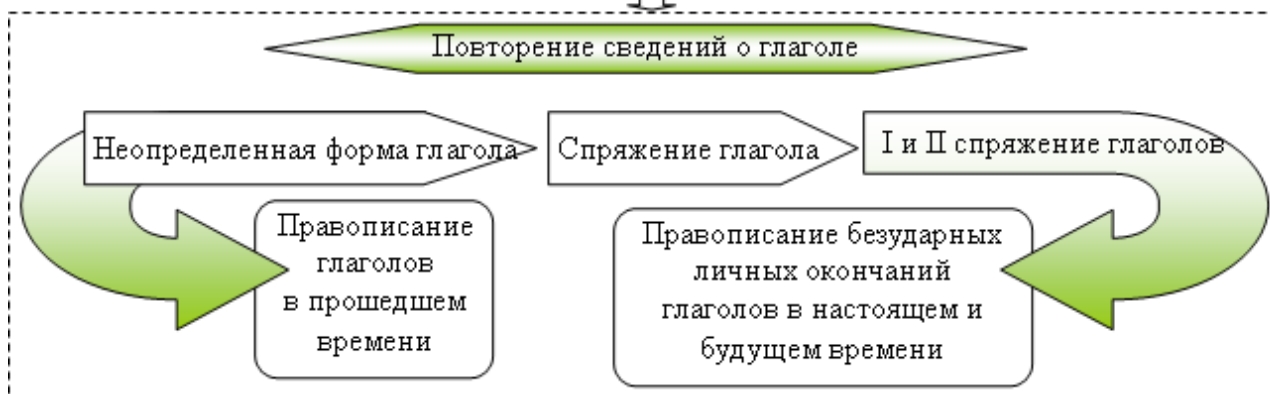 Повторение сведений о глаголе
Неопределенная форма глагола
Спряжение глагола
I и II спряжение глаголов
Правописание
глаголов
в прошедшем
времени
Правописание безударных
личных окончаний
глаголов в настоящем и
будущем времени